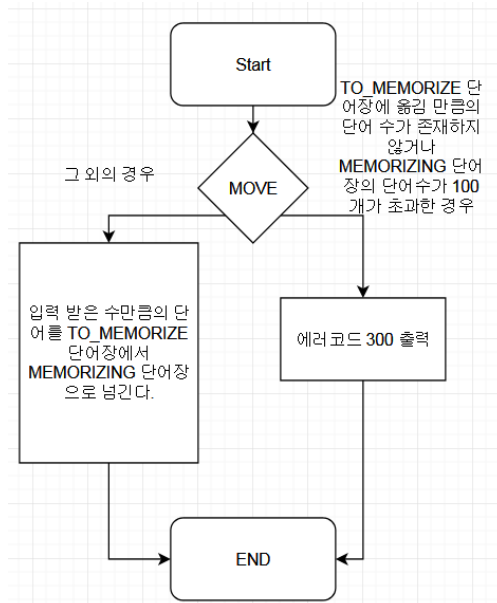 Start
TO_MEMORIZE 단
어장에 옮김 만큼의
단어 수가 존재하지
않거나
MEMORIZING 단어
장의 단어수가 100
개가 초과한 경우
그 외의 경우
MOVE
입력 받은 수만큼의 단
어를 TO_MEMORIZE
단어장에서
MEMORIZING 단어장
으로 넘긴다.
에러코드 300 출력
END